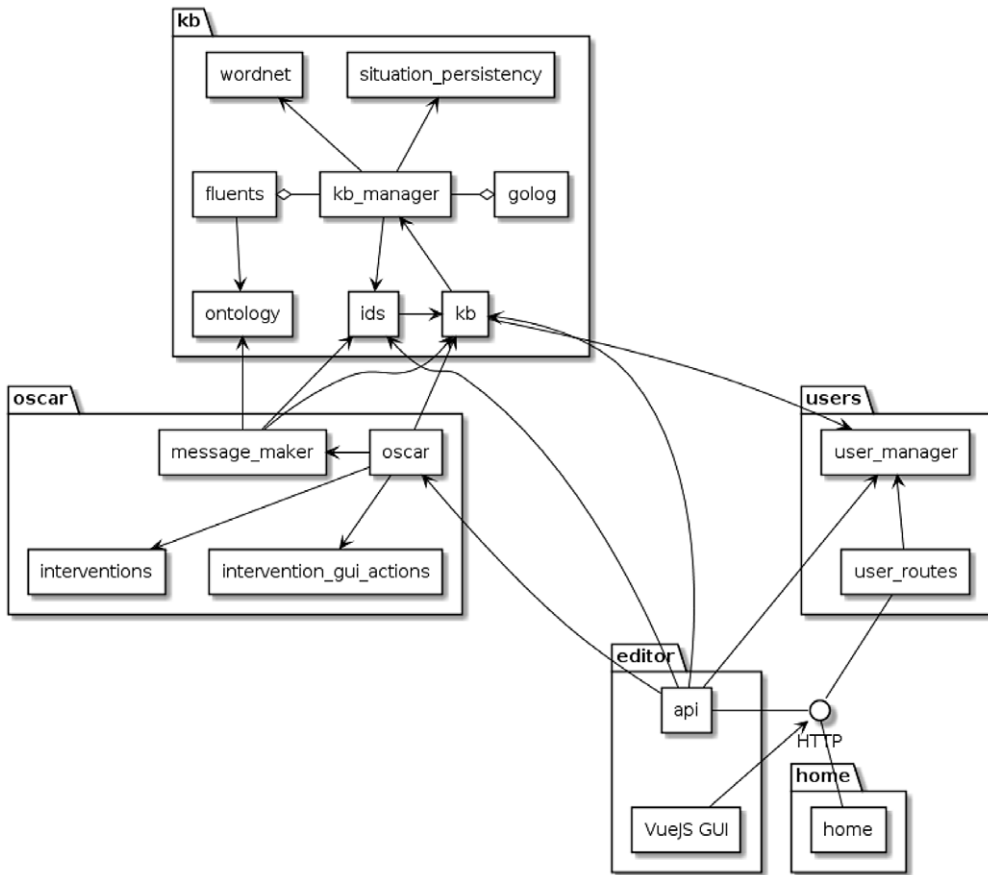 kb
wordnet
situation_persistency
fluents
kb_manager
golog
ontology
ids
kb
oscar
message_maker
oscar
interventions
intervention_gui_actions
users
user_manager
user_routes
editor
api
HTTP
VueJS GUI
home
home